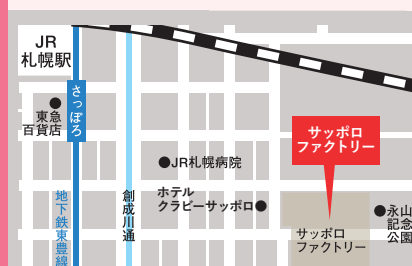 JR
札幌駅
さっぽろ
東急
百貨店
サッポロ
ファクトリー
JR札幌病院
ホテル
クラビーサッポロ
地下鉄東豊線
創成川通
サッポロ
ファクトリー
永山
記念
公園